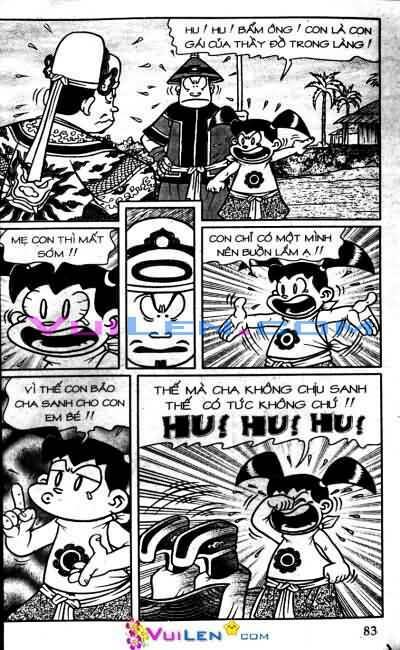 HU! HU! BẨM ÔNG! CON LÀ CON
GÁI CỦA THẦY ĐỒ TRONG LÀNG!
MẸ CON THÌ MẤT
SỚM!!
CON CHỈ CÓ MỘT MÌNH
NÊN BUỒN LẮM Ạ!!
VuiLen.com
VÌ THẾ CON BẢO
CHA SANH CHO CON
EM BÉ!!
THẾ MÀ CHA KHÔNG CHỊU SANH
THẾ CÓ TỨC KHÔNG CHỨ!!
HU! HU! HU!
83
VuiLen.com